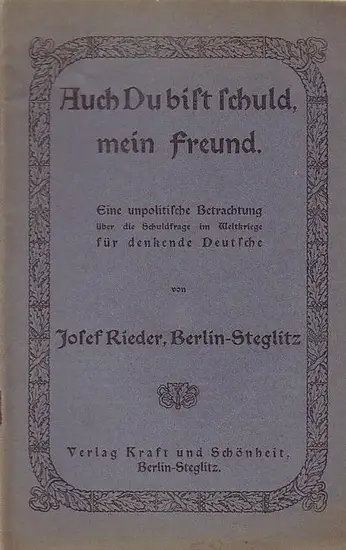 Auch Du bist schuld,
mein Freund.
Eine unpolitische Betrachtung
über die Schuldfrage im Weltkriege
für denkende Deutsche
von
Josef Rieder, Berlin-Steglitz
Verlag Kraft und Schönheit,
Berlin-Steglitz.